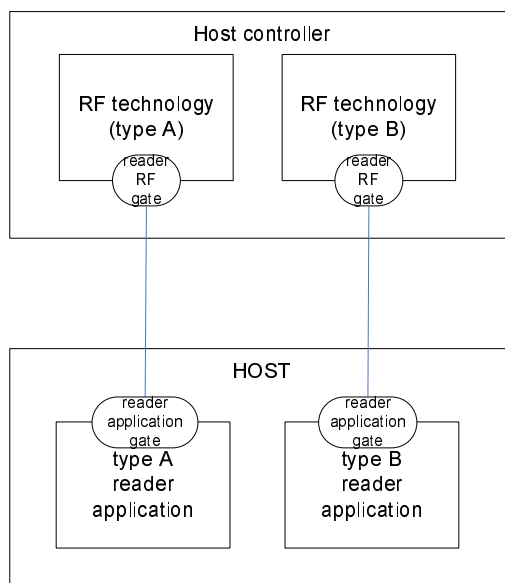 Host controller
RF technology
(type A)
reader
RF
gate
RF technology
(type B)
reader
RF
gate
HOST
reader
application
gate
type A
reader
application
reader
application
gate
type B
reader
application